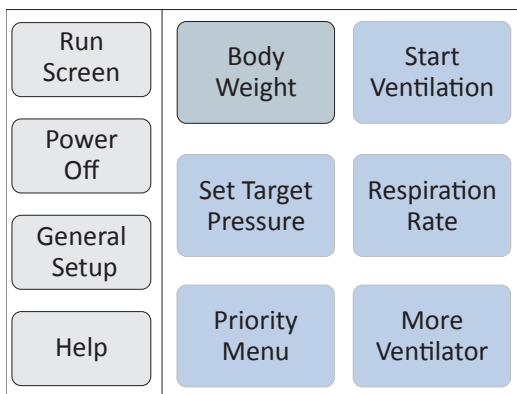 Run
Screen
Power
Off
General
Setup
Help
Body
Weight
Start
Ventilation
Set Target
Pressure
Respiration
Rate
Priority
Menu
More
Ventilator